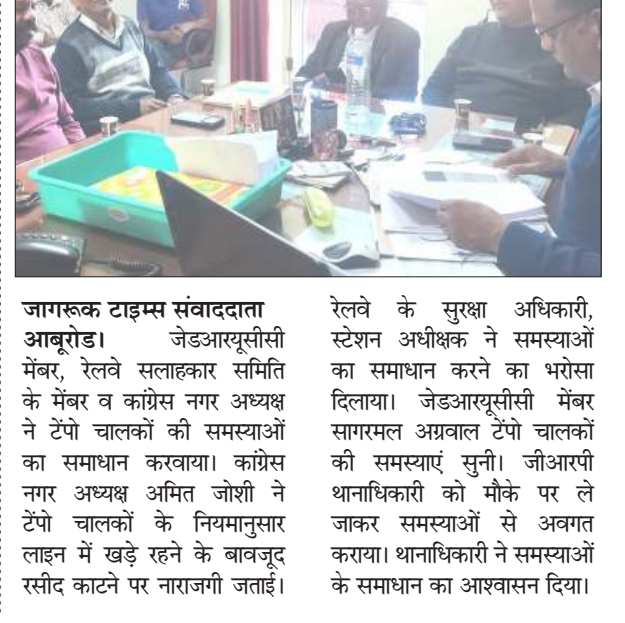 जागरूक टाइम्स संवाददाता
आबूरोड। जेडआरयूसीसी
मेंबर, रेलवे सलाहकार समिति
के मेंबर व कांग्रेस नगर अध्यक्ष
ने टेंपो चालकों की समस्याओं
का समाधान करवाया। कांग्रेस
नगर अध्यक्ष अमित जोशी ने
टेंपो चालकों के नियमानुसार
लाइन में खड़े रहने के बावजूद
रसीद काटने पर नाराजगी जताई।
रेलवे के सुरक्षा अधिकारी,
स्टेशन अधीक्षक ने समस्याओं
का समाधान करने का भरोसा
दिलाया। जेडआरयूसीसी मेंबर
सागरमल अग्रवाल टेंपो चालकों
की समस्याएं सुनी। जीआरपी
थानाधिकारी को मौके पर ले
जाकर समस्याओं से अवगत
कराया। थानाधिकारी ने समस्याओं
के समाधान का आश्वासन दिया।